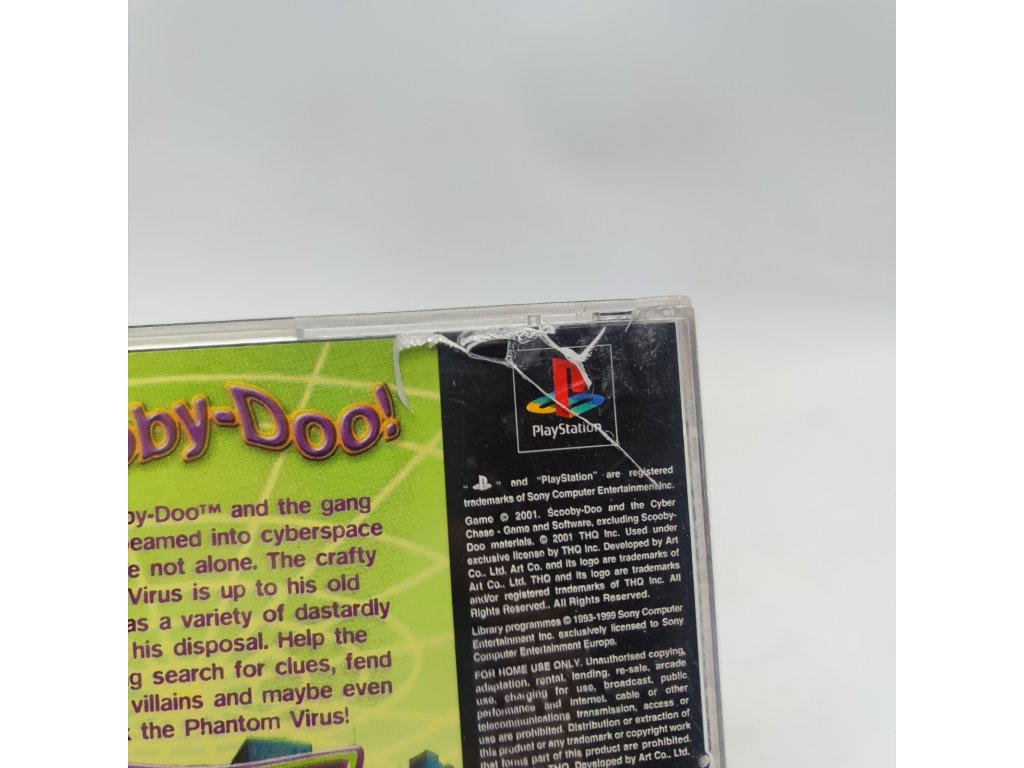 oby-Doo!
by-Doo™ and the gang
beamed into cyberspace
e not alone. The crafty
Virus is up to his old
as a variety of dastardly
his disposal. Help the
g search for clues, fend
villains and maybe even
the Phantom Virus!
PlayStation
" " and "PlayStation" are registered
trademarks of Sony Computer Entertainment Inc.
Game © 2001. Scooby-Doo and the Cyber
Chase - Game and Software, excluding Scooby-
Doo materials, © 2001 THQ Inc. Used under
exclusive license by THQ Inc. Developed by Art
Co., Ltd. Art Co. and its logo are trademarks of
Art Co., Ltd. THQ and its logo are trademarks
and/or registered trademarks of THQ Inc. All
Rights Reserved.. All Rights Reserved.
Library programmes © 1993-1999 Sony Computer
Entertainment Inc. exclusively licensed to Sony
Computer Entertainment Europe.
FOR HOME USE ONLY. Unauthorised copying,
adaptation, rental, lending, re-sale, arcade
use, charging for use, broadcast, public
performance and internet, cable or other
telecommunications transmission, access or
use are prohibited. Distribution or extraction of
this product or any trademark or copyright work
that forms part of this product are prohibited.
THQ. Developed by Art Co., Ltd.